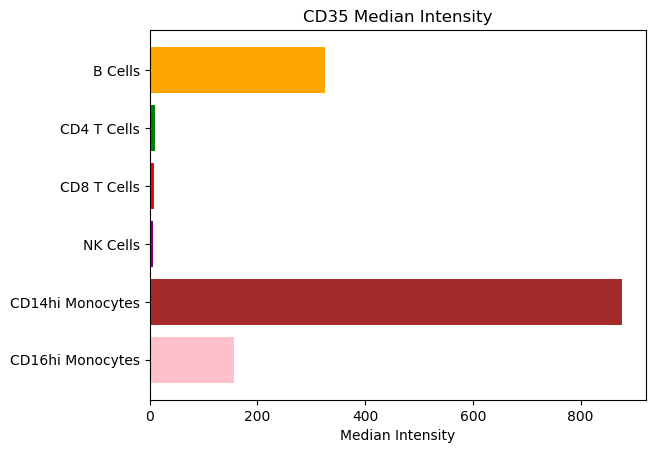 CD35 Median Intensity
B Cells
CD4 T Cells
CD8 T Cells
NK Cells
CD14hi Monocytes
CD16hi Monocytes
0 200 400 600 800
Median Intensity